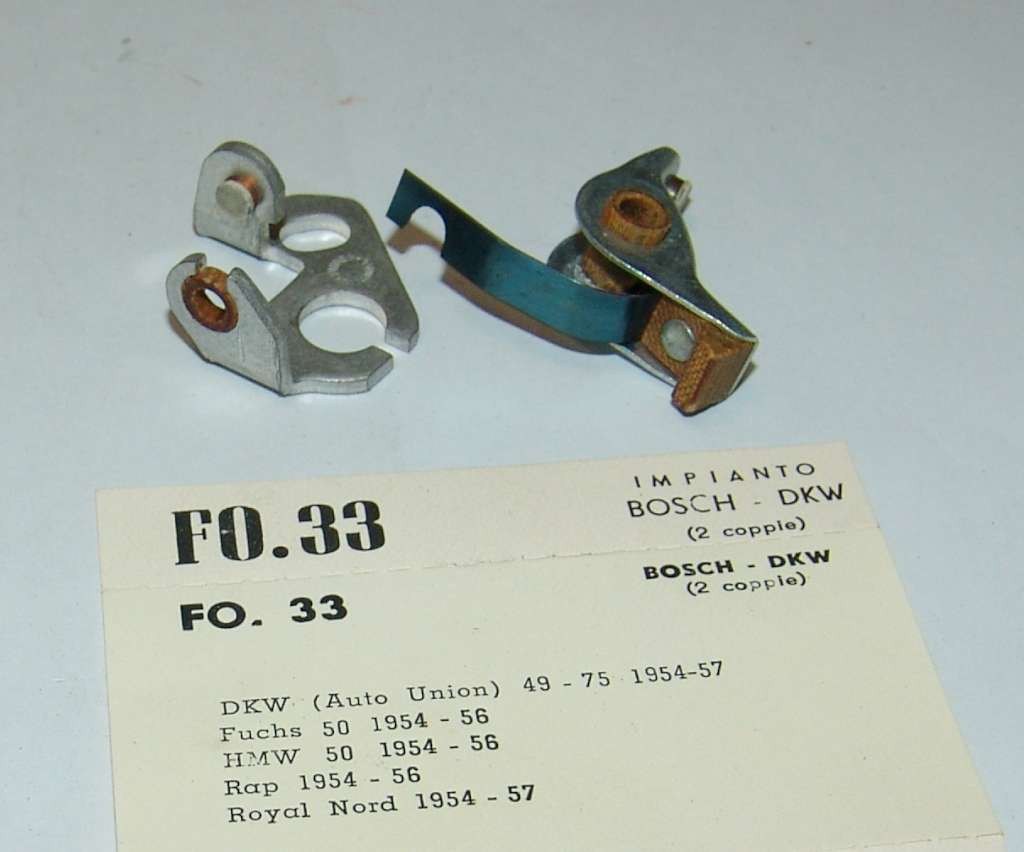 FO.33
IMPIANTO
BOSCH - DKW
(2 coppie)
FO. 33
BOSCH - DKW
(2 coppie)
DKW (Auto Union) 49 - 75 1954-57
Fuchs 50 1954 - 56
HMW 50 1954 - 56
Rap 1954 - 56
Royal Nord 1954 - 57